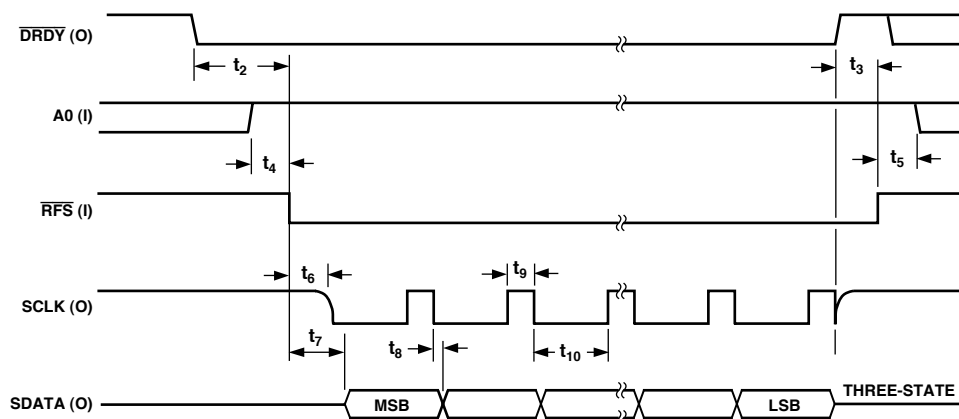 DRDY (O)
t2
t3
A0 (I)
t4
t5
RFS (I)
t6
t9
SCLK (O)
t7
t8
t10
THREE-STATE
SDATA (O)
MSB
LSB